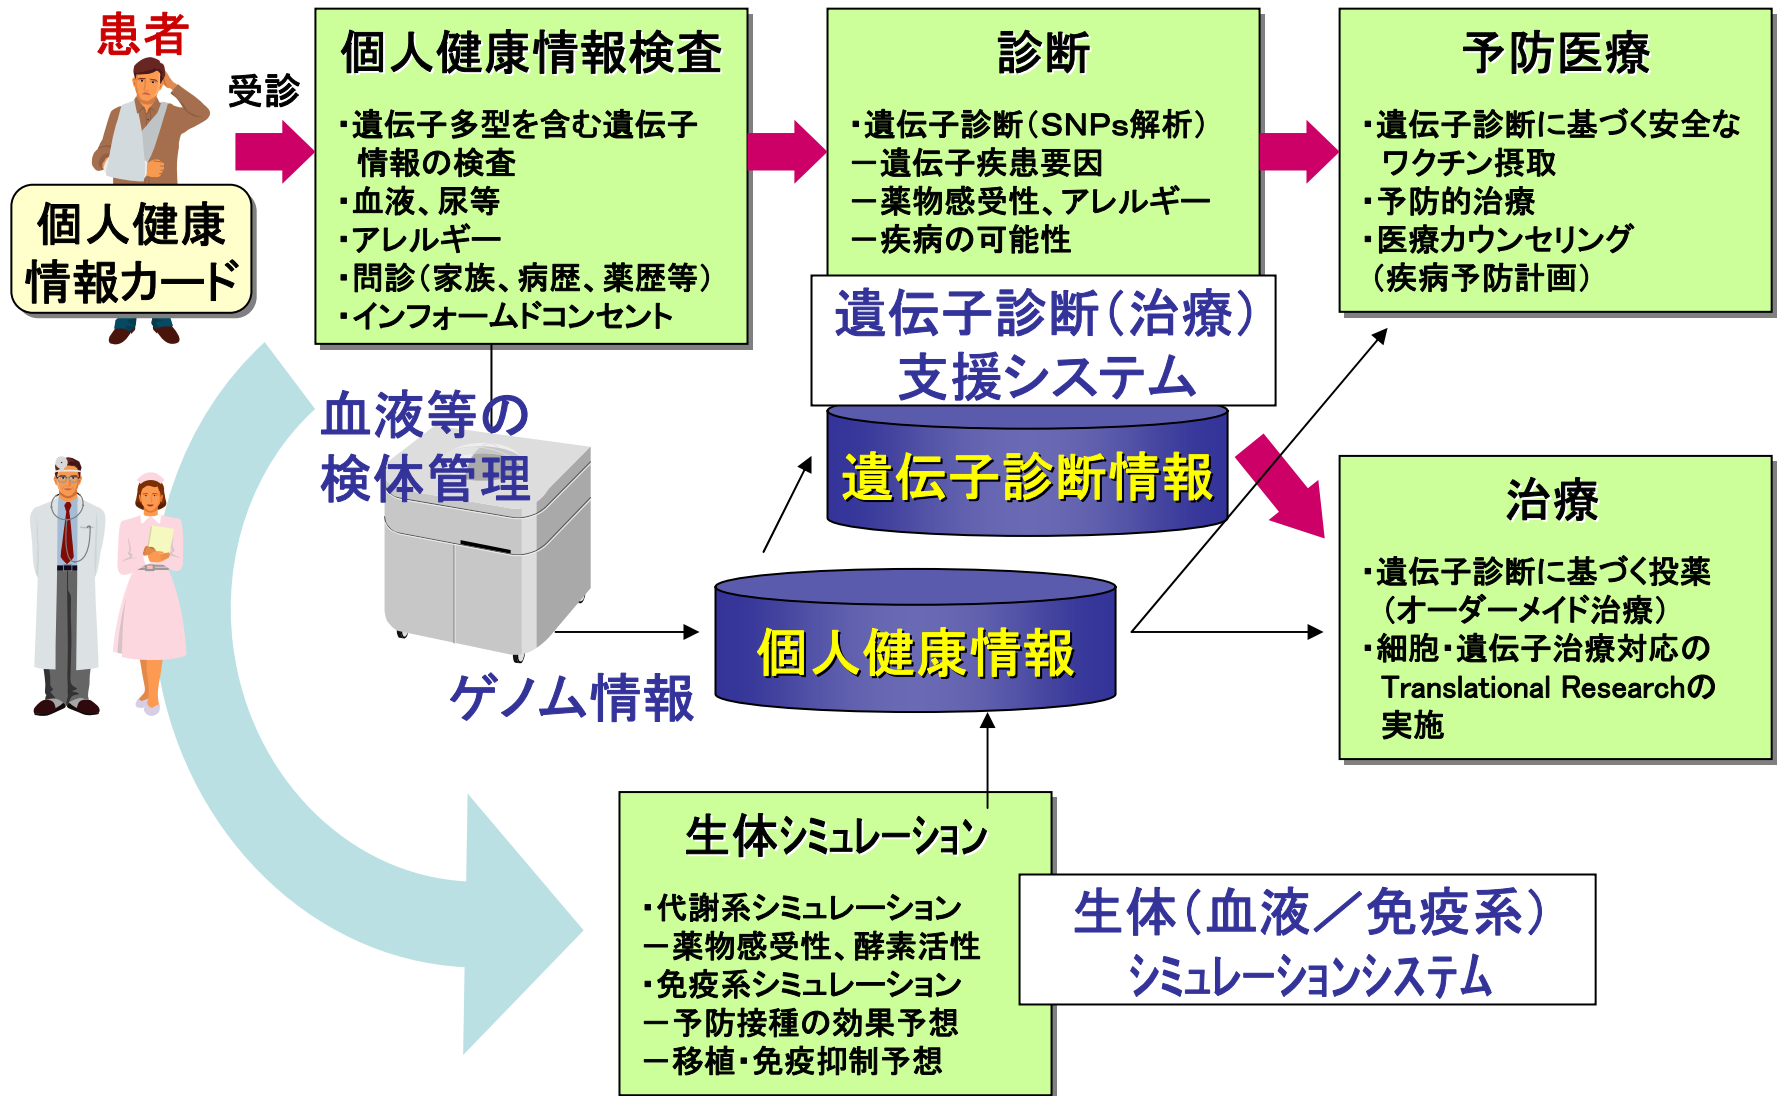 患者
受診
個人健康
情報カード
個人健康情報検査
・遺伝子多型を含む遺伝子
情報の検査
・血液、尿等
・アレルギー
・問診（家族、病歴、薬歴等）
・インフォームドコンセント
診断
・遺伝子診断（SNPs解析）
－遺伝子疾患要因
－薬物感受性、アレルギー
－疾病の可能性
遺伝子診断（治療）
支援システム
予防医療
・遺伝子診断に基づく安全な
ワクチン摂取
・予防的治療
・医療カウンセリング
（疾病予防計画）
血液等の
検体管理
遺伝子診断情報
個人健康情報
ゲノム情報
治療
・遺伝子診断に基づく投薬
（オーダーメイド治療）
・細胞・遺伝子治療対応の
Translational Researchの
実施
生体シミュレーション
・代謝系シミュレーション
－薬物感受性、酵素活性
・免疫系シミュレーション
－予防接種の効果予想
－移植・免疫抑制予想
生体（血液／免疫系）
シミュレーションシステム